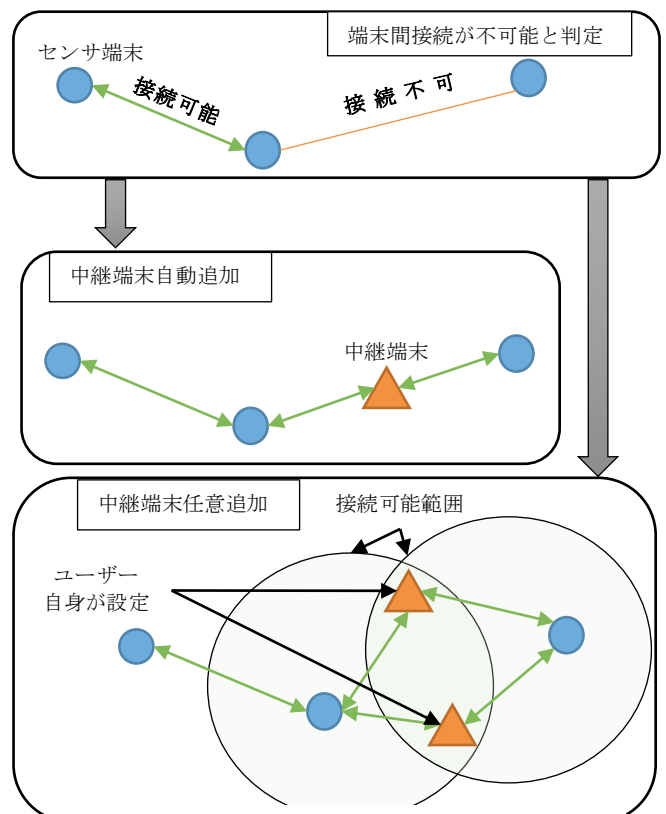 端末間接続が不可能と判定
センサ端末
接続可能
接続不可
中継端末自動追加
中継端末
中継端末任意追加
接続可能範囲
ユーザー
自身が設定